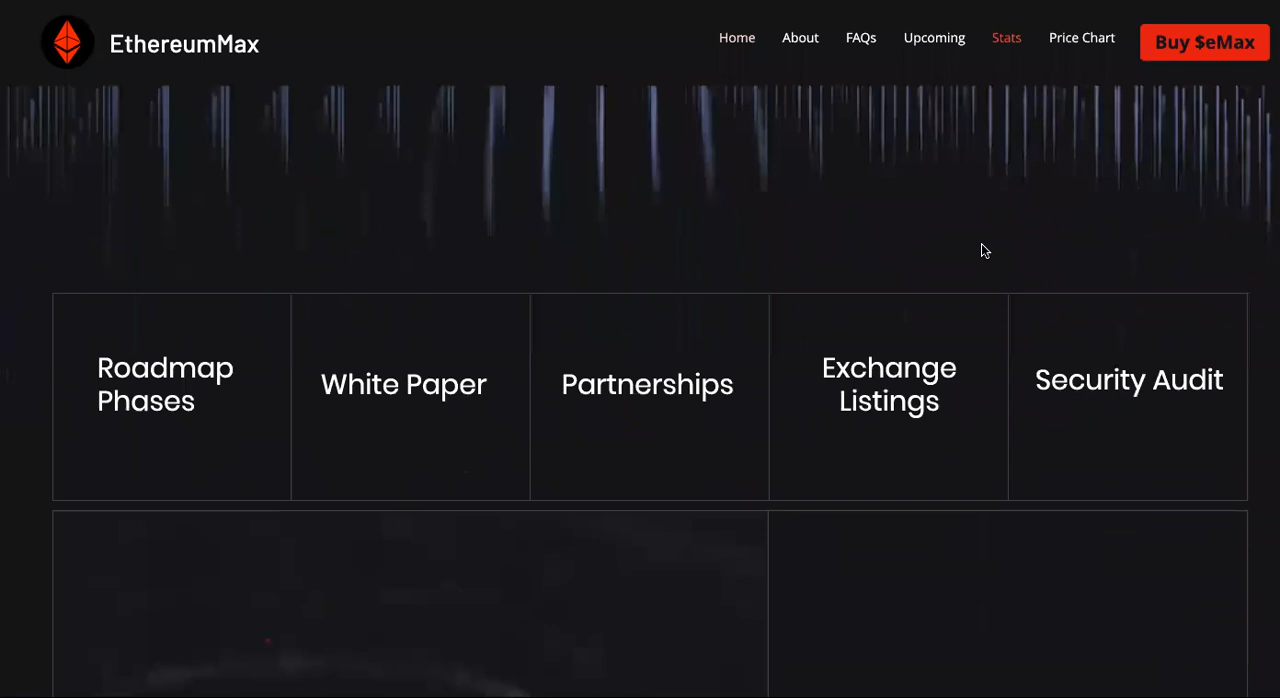 EthereumMax
Home About FAQs Upcoming Stats Price Chart Buy $eMax
Roadmap
Phases
White Paper
Partnerships
Exchange
Listings
Security Audit